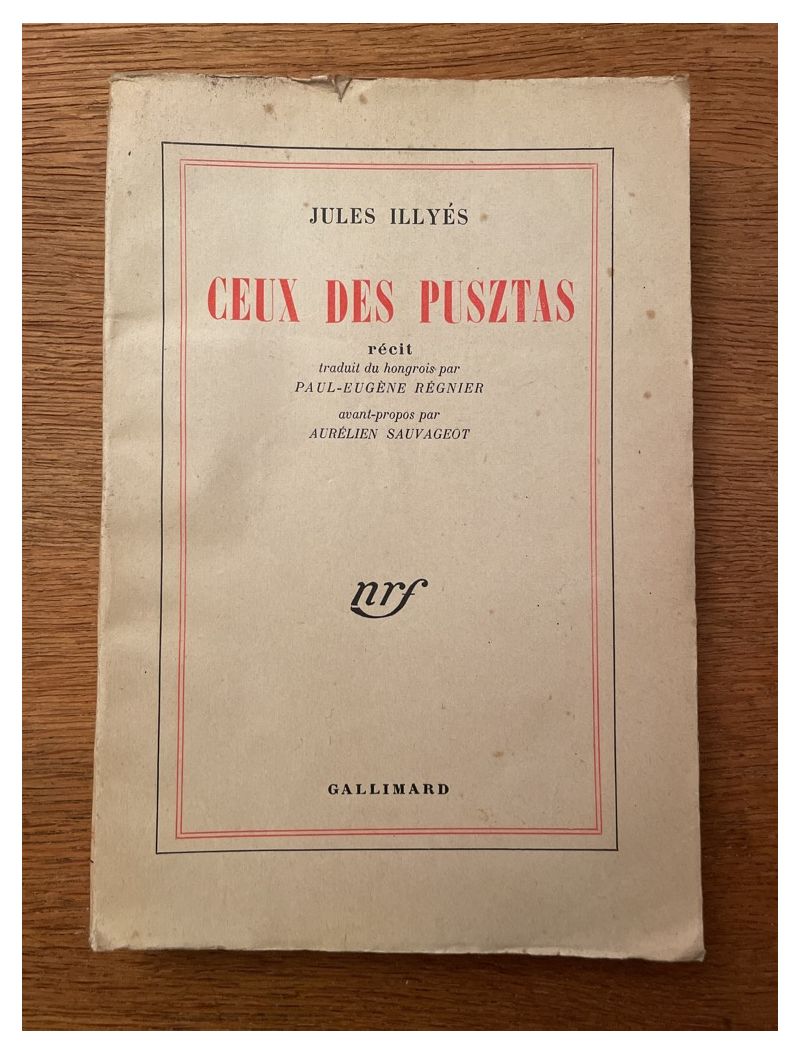 JULES ILLYÉS
CEUX DES PUSZTAS
récit
traduit du hongrois par
PAUL-EUGÈNE RÉGNIER
avant-propos par
AURÉLIEN SAUVAGEOT
nrf
GALLIMARD